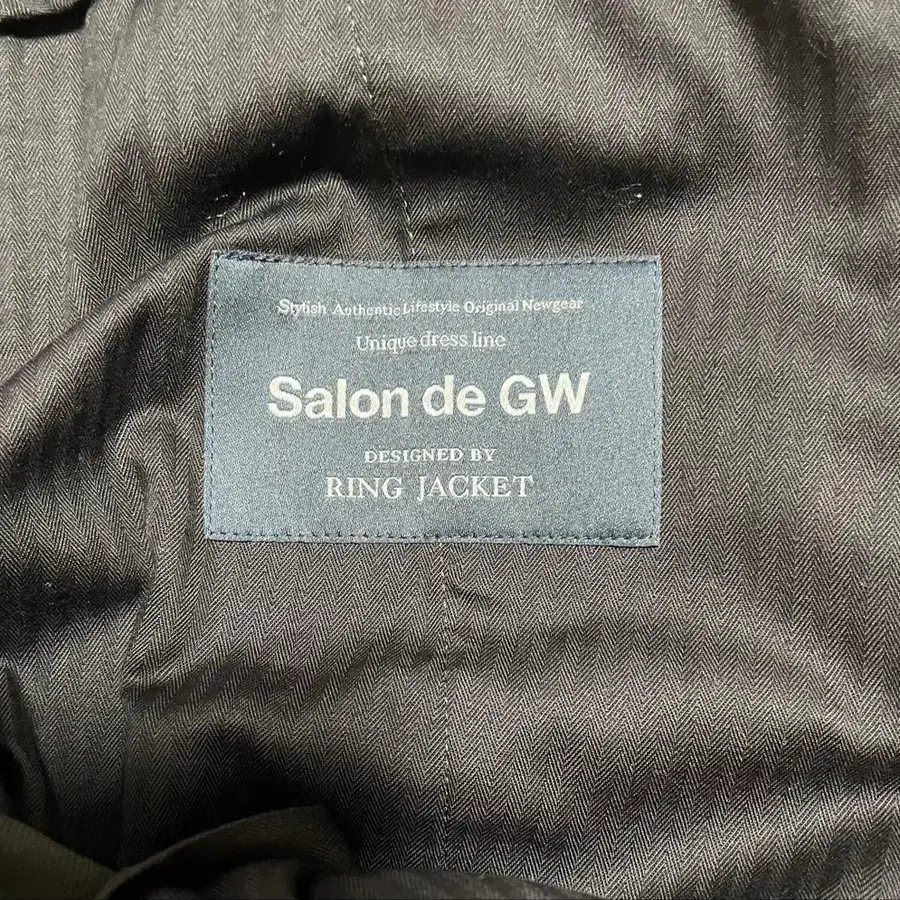 Stylish Authentic Lifestyle Original Newgear
Unique dress line
Salon de GW
DESIGNED BY
RING JACKET